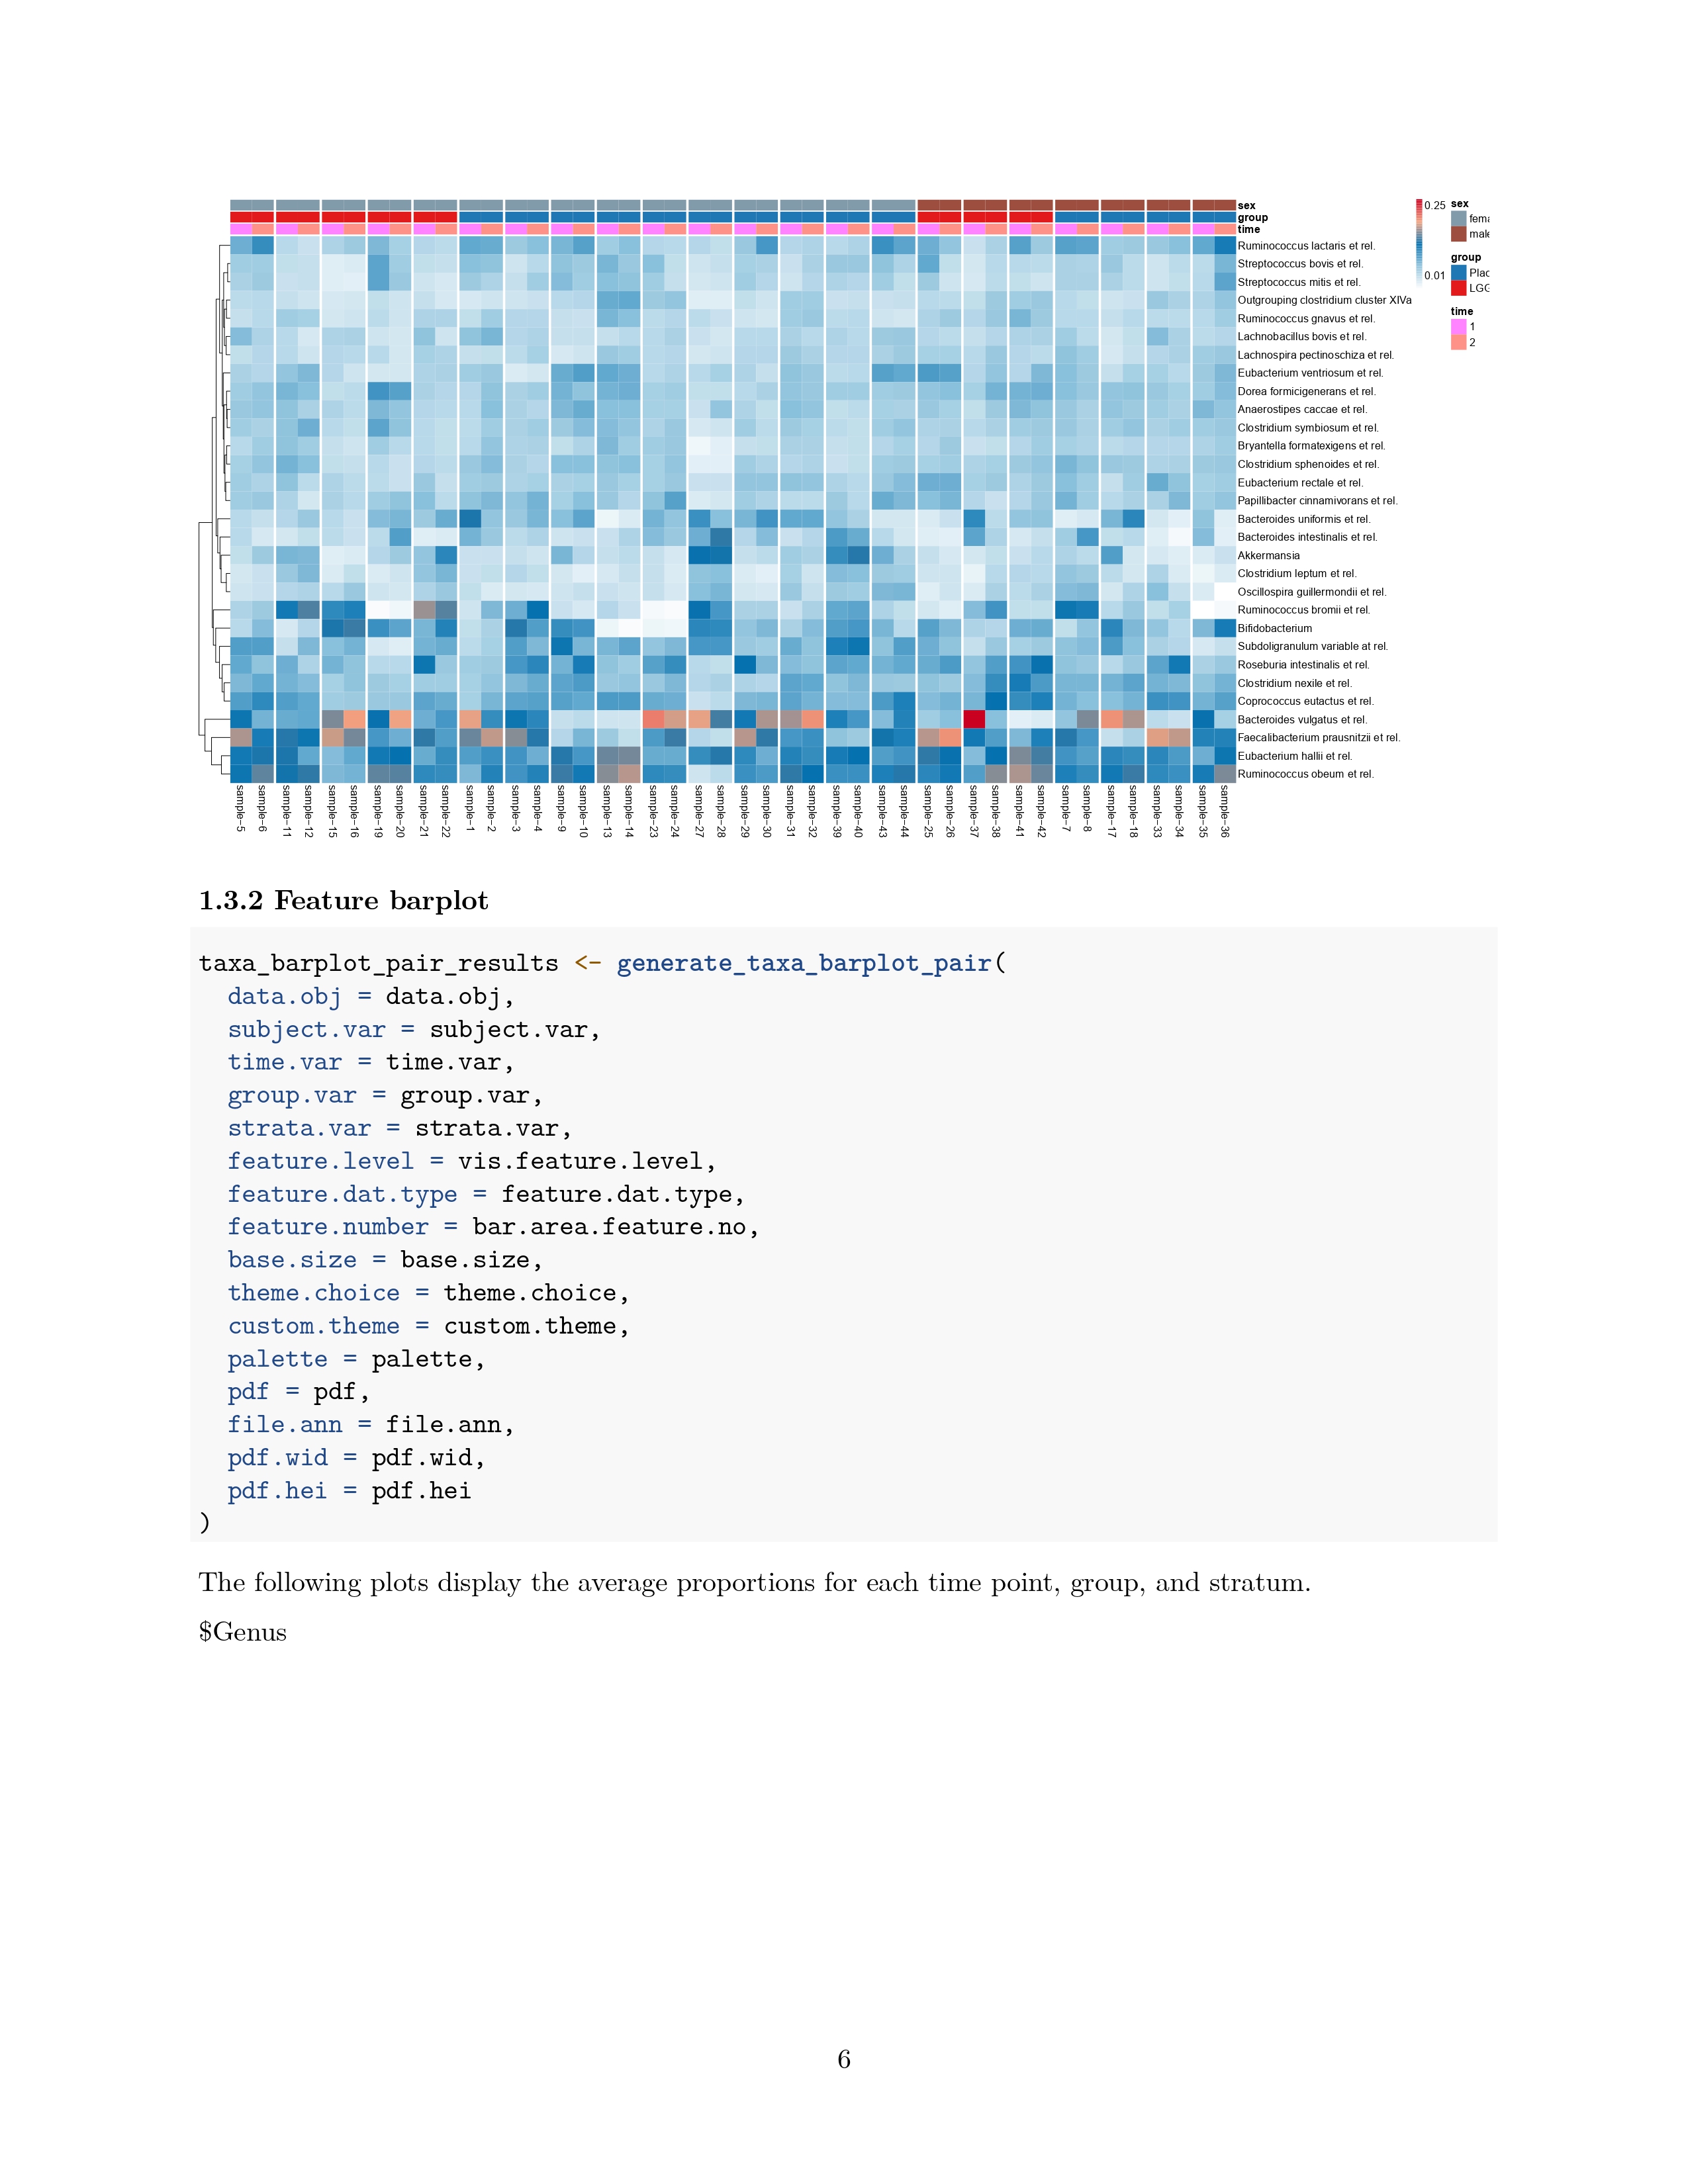 sex
group
time
0.25
0.01
sex
fema
male
group
Plac
LGG
time
1
2
Ruminococcus lactaris et rel.
Streptococcus bovis et rel.
Streptococcus mitis et rel.
Outgrouping clostridium cluster XIVa
Ruminococcus gnavus et rel.
Lachnobacillus bovis et rel.
Lachnospira pectinoschiza et rel.
Eubacterium ventriosum et rel.
Dorea formicigenerans et rel.
Anaerostipes caccae et rel.
Clostridium symbiosum et rel.
Bryantella formatexigens et rel.
Clostridium sphenoides et rel.
Eubacterium rectale et rel.
Papillibacter cinnamivorans et rel.
Bacteroides uniformis et rel.
Bacteroides intestinalis et rel.
Akkermansia
Clostridium leptum et rel.
Oscillospira guillermondii et rel.
Ruminococcus bromii et rel.
Bifidobacterium
Subdoligranulum variable at rel.
Roseburia intestinalis et rel.
Clostridium nexile et rel.
Coprococcus eutactus et rel.
Bacteroides vulgatus et rel.
Faecalibacterium prausnitzii et rel.
Eubacterium hallii et rel.
Ruminococcus obeum et rel.
sample−5
sample−6
sample−11
sample−12
sample−15
sample−16
sample−19
sample−20
sample−21
sample−22
sample−1
sample−2
sample−3
sample−4
sample−9
sample−10
sample−13
sample−14
sample−23
sample−24
sample−27
sample−28
sample−29
sample−30
sample−31
sample−32
sample−39
sample−40
sample−43
sample−44
sample−25
sample−26
sample−37
sample−38
sample−41
sample−42
sample−7
sample−8
sample−17
sample−18
sample−33
sample−34
sample−35
sample−36
1.3.2 Feature barplot
taxa_barplot_pair_results <- generate_taxa_barplot_pair(
data.obj = data.obj,
subject.var = subject.var,
time.var = time.var,
group.var = group.var,
strata.var = strata.var,
feature.level = vis.feature.level,
feature.dat.type = feature.dat.type,
feature.number = bar.area.feature.no,
base.size = base.size,
theme.choice = theme.choice,
custom.theme = custom.theme,
palette = palette,
pdf = pdf,
file.ann = file.ann,
pdf.wid = pdf.wid,
pdf.hei = pdf.hei
)
The following plots display the average proportions for each time point, group, and stratum.
$Genus
6